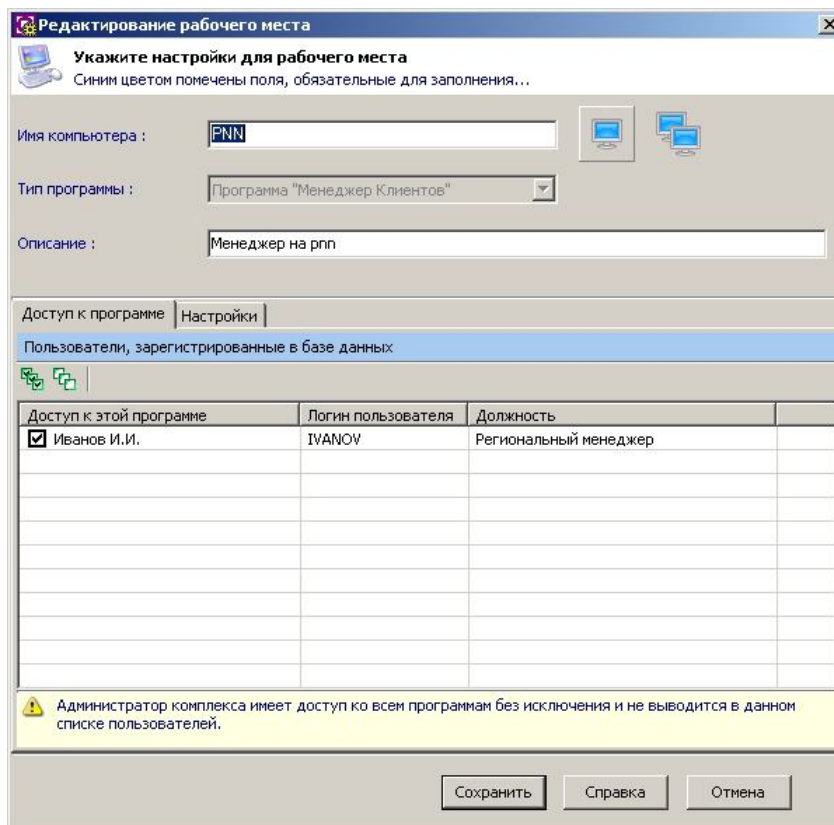 Редактирование рабочего места
Укажите настройки для рабочего места
Синим цветом помечены поля, обязательные для заполнения...
Имя компьютера :
PNN
Тип программы :
Программа "Менеджер Клиентов"
Описание :
Менеджер на pnn
Доступ к программе Настройки
Пользователи, зарегистрированные в базе данных
Доступ к этой программе Логин пользователя Должность
Иванов И.И. IVANOV Региональный менеджер
Администратор комплекса имеет доступ ко всем программам без исключения и не выводится в данном
списке пользователей.
Сохранить Справка Отмена